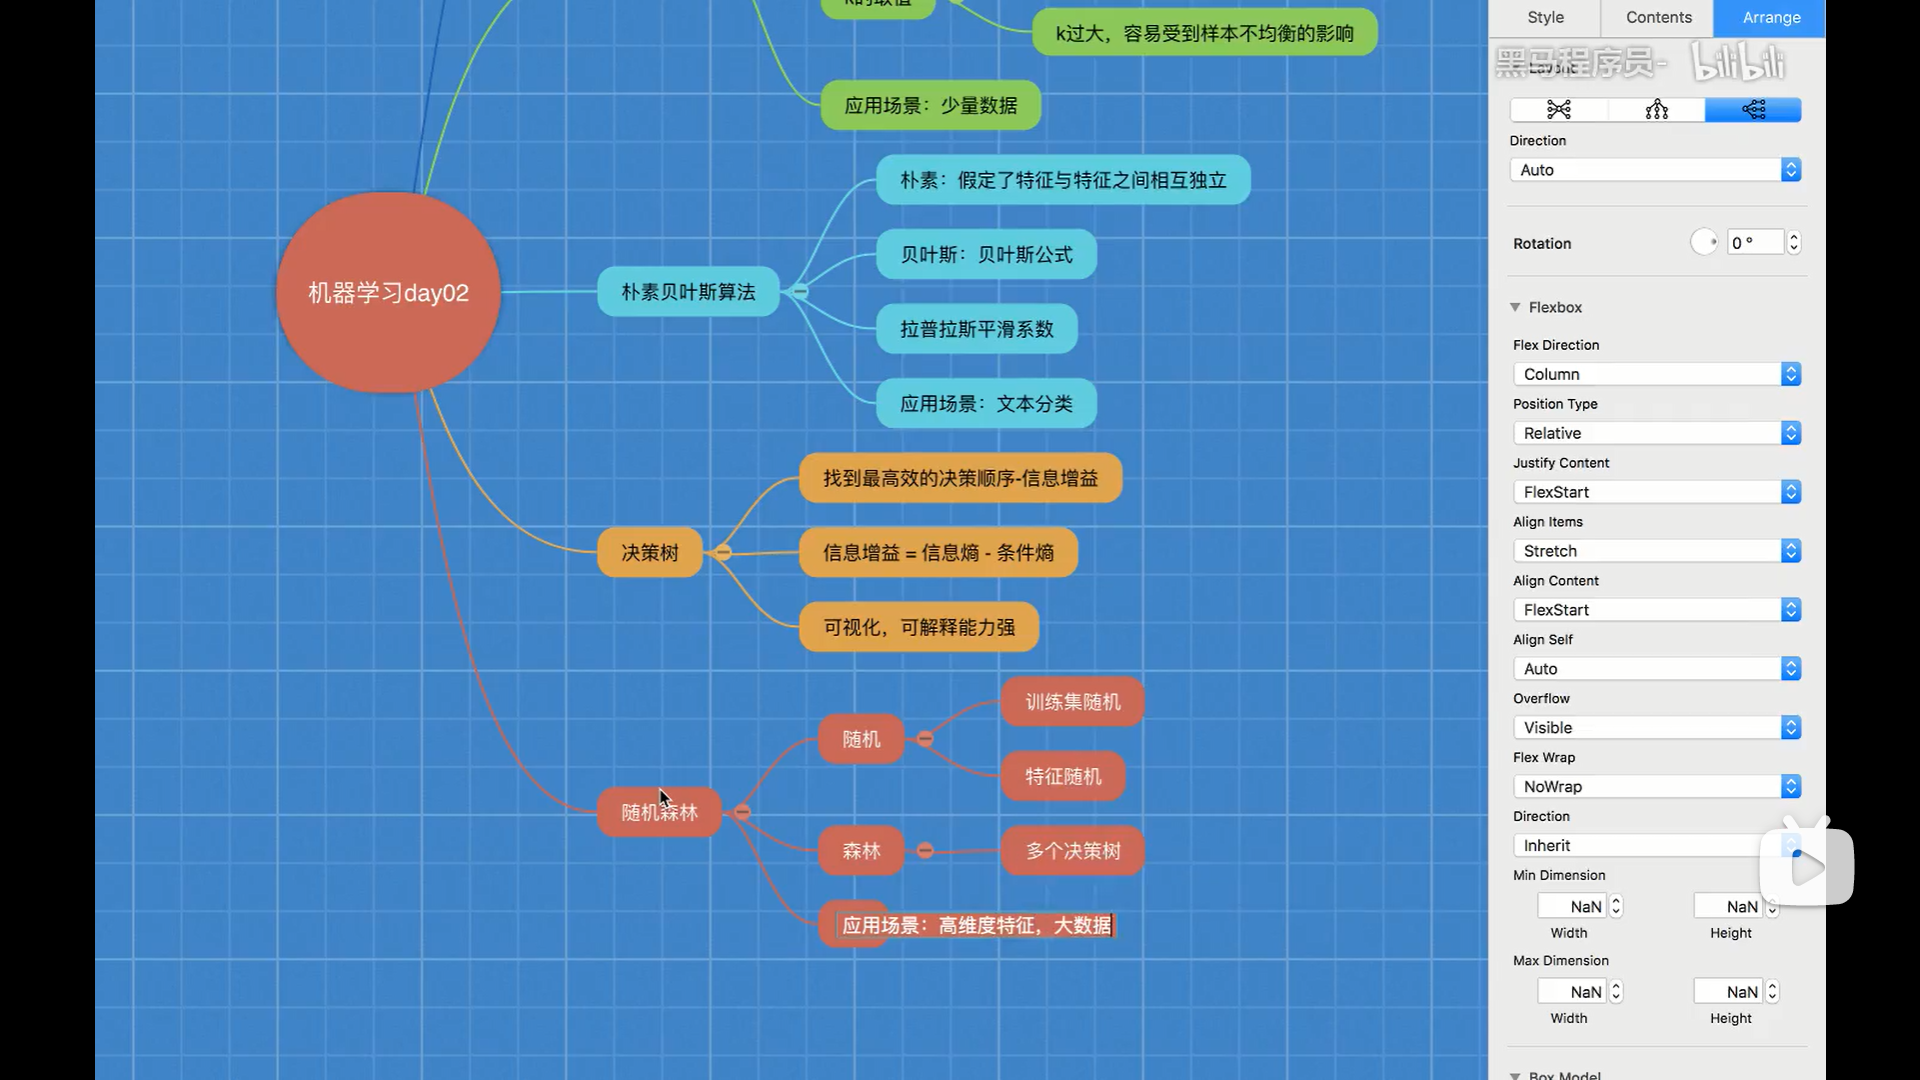 k的取值
k过大，容易受到样本不均衡的影响
应用场景：少量数据
朴素：假定了特征与特征之间相互独立
贝叶斯：贝叶斯公式
机器学习day02
朴素贝叶斯算法
拉普拉斯平滑系数
应用场景：文本分类
找到最高效的决策顺序-信息增益
决策树
信息增益 = 信息熵 - 条件熵
可视化，可解释能力强
训练集随机
随机
特征随机
随机森林
森林
多个决策树
应用场景：高维度特征，大数据
Style
Contents
Arrange
黑马程序员- bilibili
Layout
Direction
Auto
Rotation
0 °
Flexbox
Flex Direction
Column
Position Type
Relative
Justify Content
FlexStart
Align Items
Stretch
Align Content
FlexStart
Align Self
Auto
Overflow
Visible
Flex Wrap
NoWrap
Direction
Inherit
Min Dimension
NaN
NaN
Width
Height
Max Dimension
NaN
NaN
Width
Height
Box Model